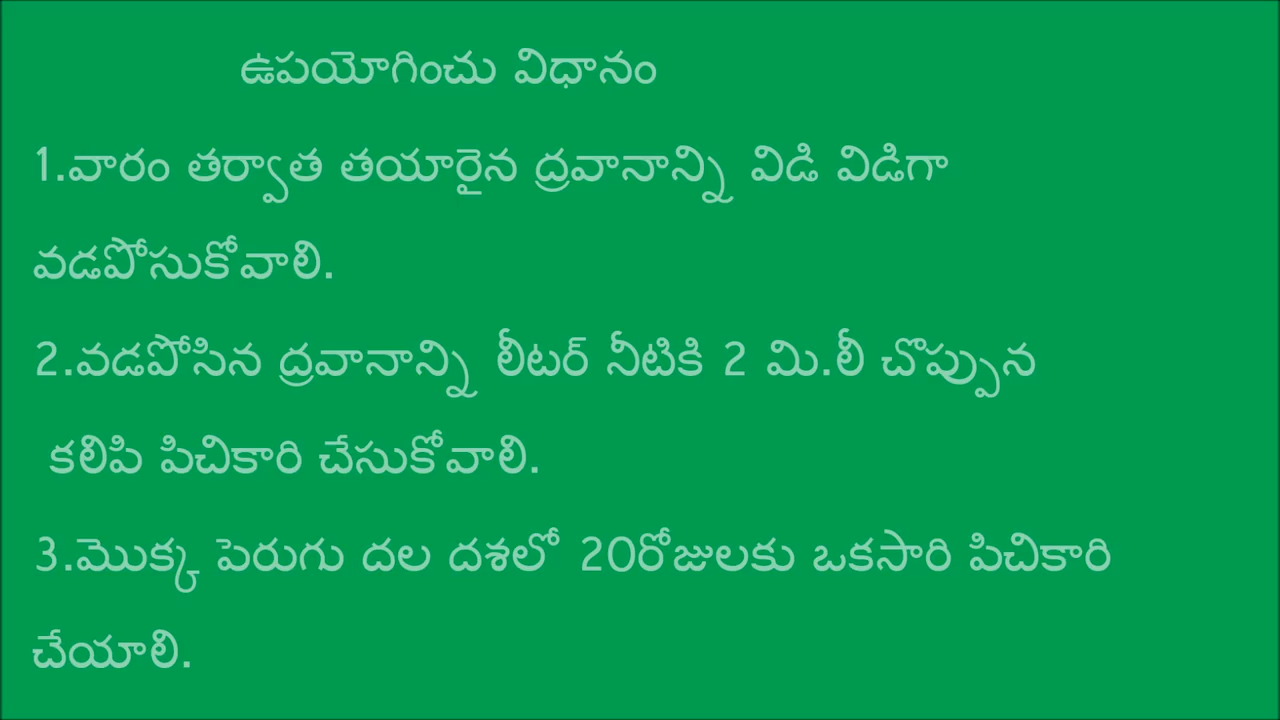 ఉపయోగించు విధానం
1.వారం తర్వాత తయారైన ద్రవానాన్ని విడి విడిగా
వడపోసుకోవాలి.
2.వడపోసిన ద్రవానాన్ని లీటర్ నీటికి 2 మి.లీ చొప్పున
కలిపి పిచికారి చేసుకోవాలి.
3.మొక్క పెరుగు దల దశలో 20రోజులకు ఒకసారి పిచికారి
చేయాలి.